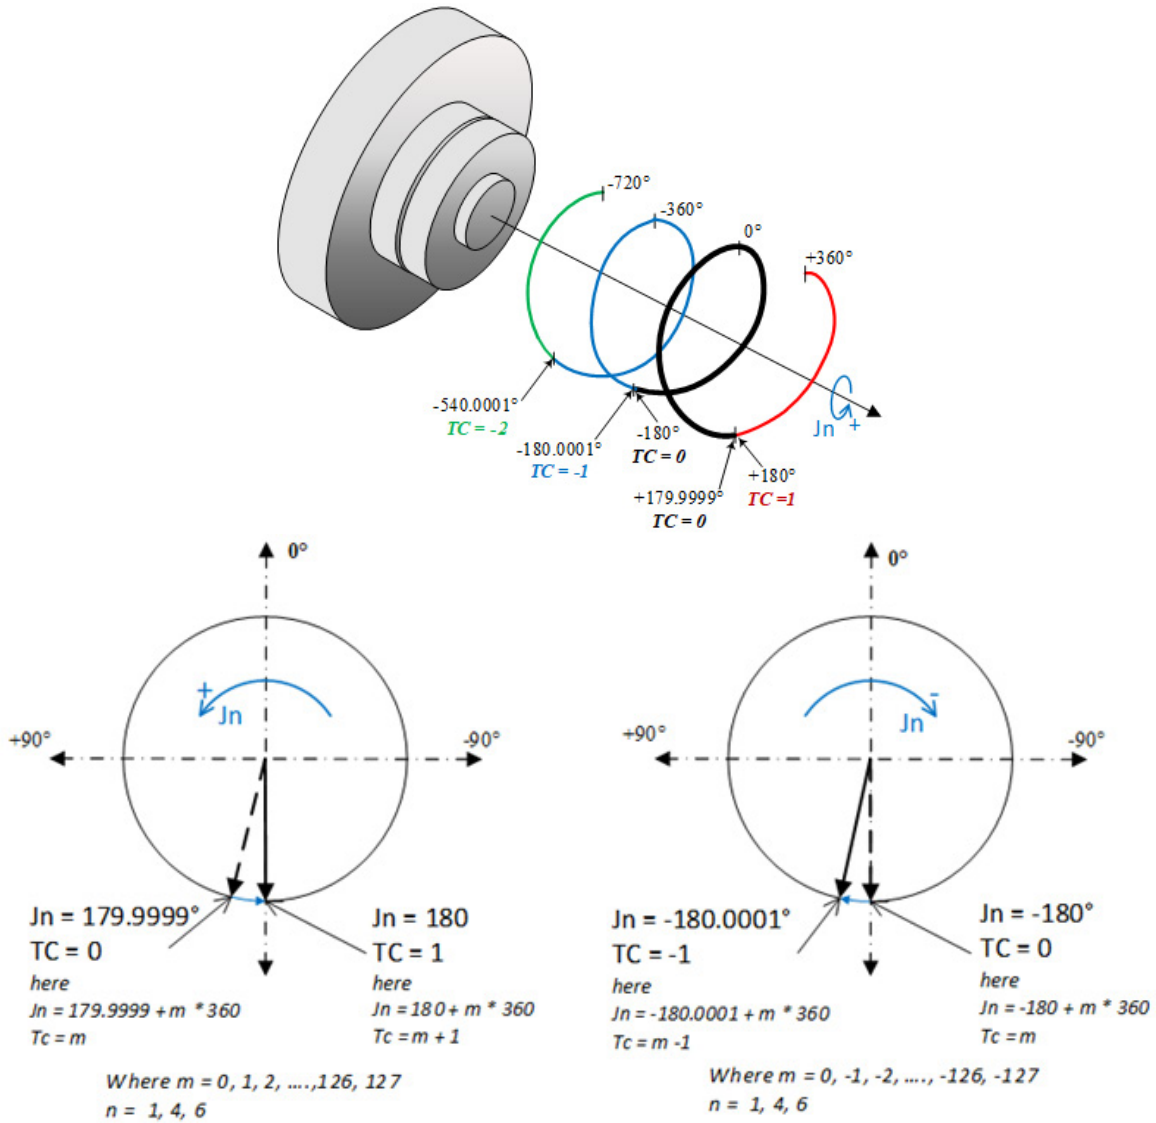 -720°
-360°
0°
+360°
-540.0001°
TC = -2
-180.0001°
TC = -1
-180°
TC = 0
+179.9999°
TC = 0
+180°
TC =1
Jn +
0°
+
Jn
+90°
-90°
Jn = 179.9999°
TC = 0
here
Jn = 179.9999 + m * 360
Tc = m
Jn = 180
TC = 1
here
Jn = 180 + m * 360
Tc = m + 1
Where m = 0, 1, 2, ....,126, 127
n = 1, 4, 6
0°
-
Jn
+90°
-90°
Jn = -180.0001°
TC = -1
here
Jn = -180.0001 + m * 360
Tc = m -1
Jn = -180°
TC = 0
here
Jn = -180 + m * 360
Tc = m
Where m = 0, -1, -2, ...., -126, -127
n = 1, 4, 6